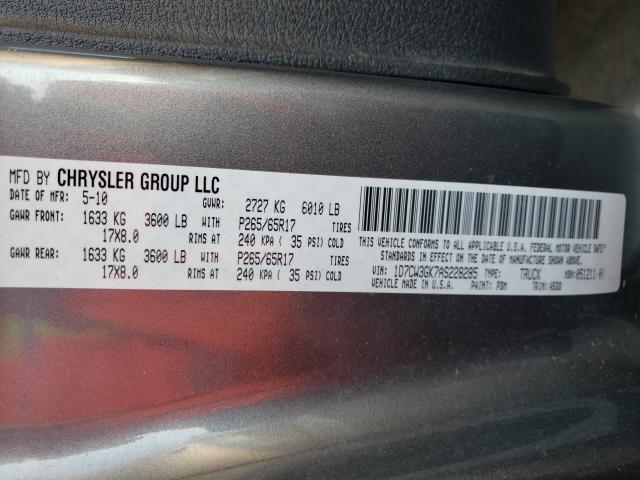 MFD BY CHRYSLER GROUP LLC
DATE OF MFR: 5-10 GVWR: 2727 KG 6010 LB
GAWR FRONT: 1633 KG 3600 LB WITH P265/65R17 TIRES
17X8.0 RIMS AT 240 KPA ( 35 PSI) COLD
GAWR REAR: 1633 KG 3600 LB WITH P265/65R17 TIRES
17X8.0 RIMS AT 240 KPA ( 35 PSI) COLD
THIS VEHICLE CONFORMS TO ALL APPLICABLE U.S.A. FEDERAL MOTOR VEHICLE SAFETY
STANDARDS IN EFFECT ON THE DATE OF MANUFACTURE SHOWN ABOVE.
VIN: 1D7CW3GK7AS228285 TYPE: TRUCK MDH:
VEHICLE MADE IN U.S.A. PAINT: PDM TRIM: A5DD